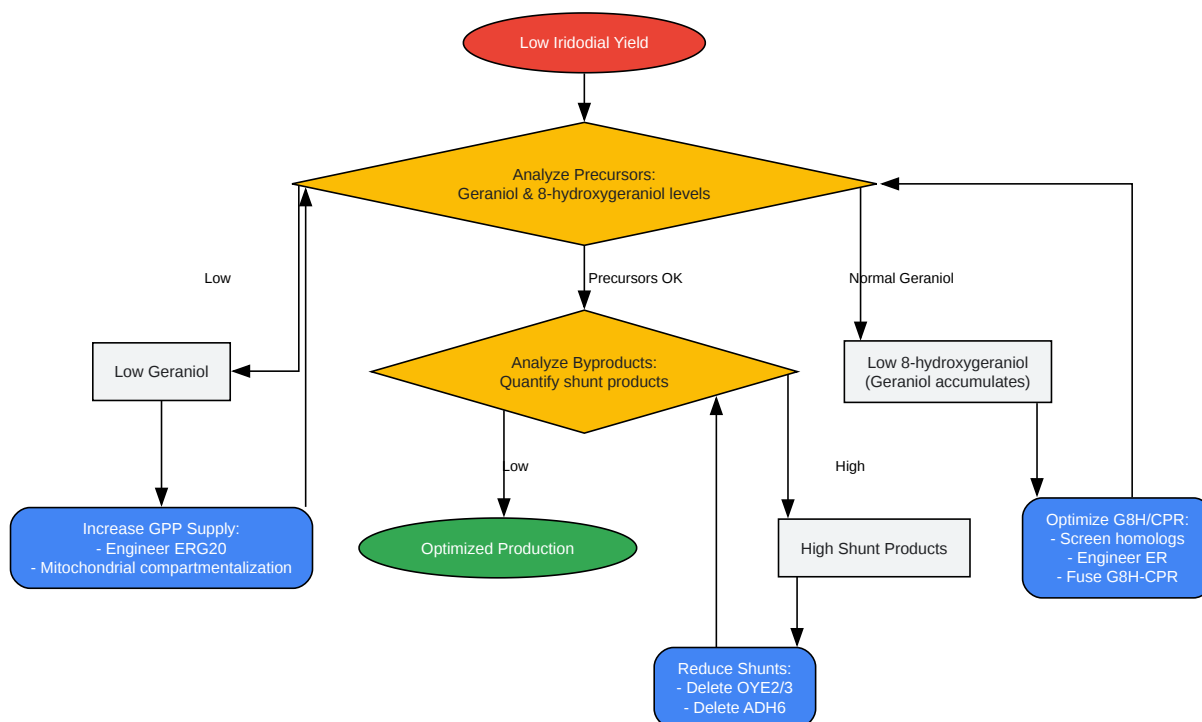 Low Iridodial Yield
Analyze Precursors:
Geraniol & 8-hydroxygeraniol levels
Low
Precursors OK
Normal Geraniol
Low Geraniol
Analyze Byproducts:
Quantify shunt products
Low 8-hydroxygeraniol
(Geraniol accumulates)
Low
High
Increase GPP Supply:
- Engineer ERG20
- Mitochondrial compartmentalization
Optimized Production
High Shunt Products
Optimize G8H/CPR:
- Screen homologs
- Engineer ER
- Fuse G8H-CPR
Reduce Shunts:
- Delete OYE2/3
- Delete ADH6